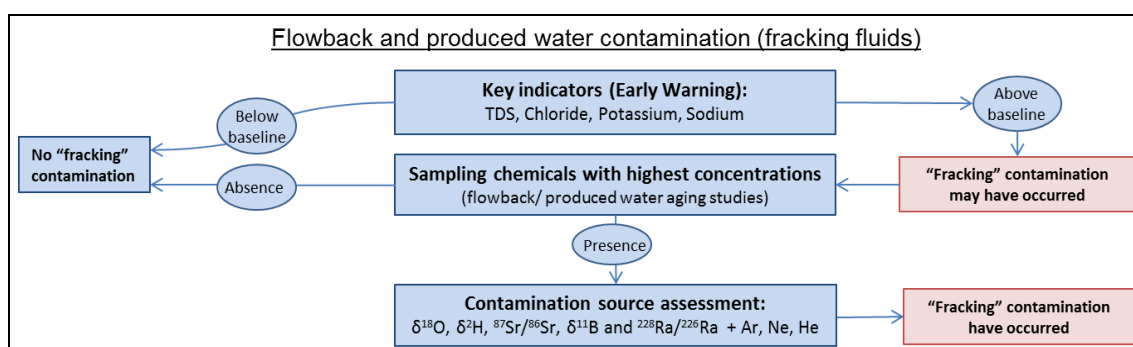 Flowback and produced water contamination (fracking fluids)
Key indicators (Early Warning):
TDS, Chloride, Potassium, Sodium
Below
baseline
Above
baseline
No “fracking”
contamination
Absence
Sampling chemicals with highest concentrations
(flowback/ produced water aging studies)
“Fracking” contamination
may have occurred
Presence
Contamination source assessment:
δ¹⁸O, δ²H, ⁸⁷Sr/⁸⁶Sr, δ¹¹B and ²²⁸Ra/²²⁶Ra + Ar, Ne, He
“Fracking” contamination
have occurred